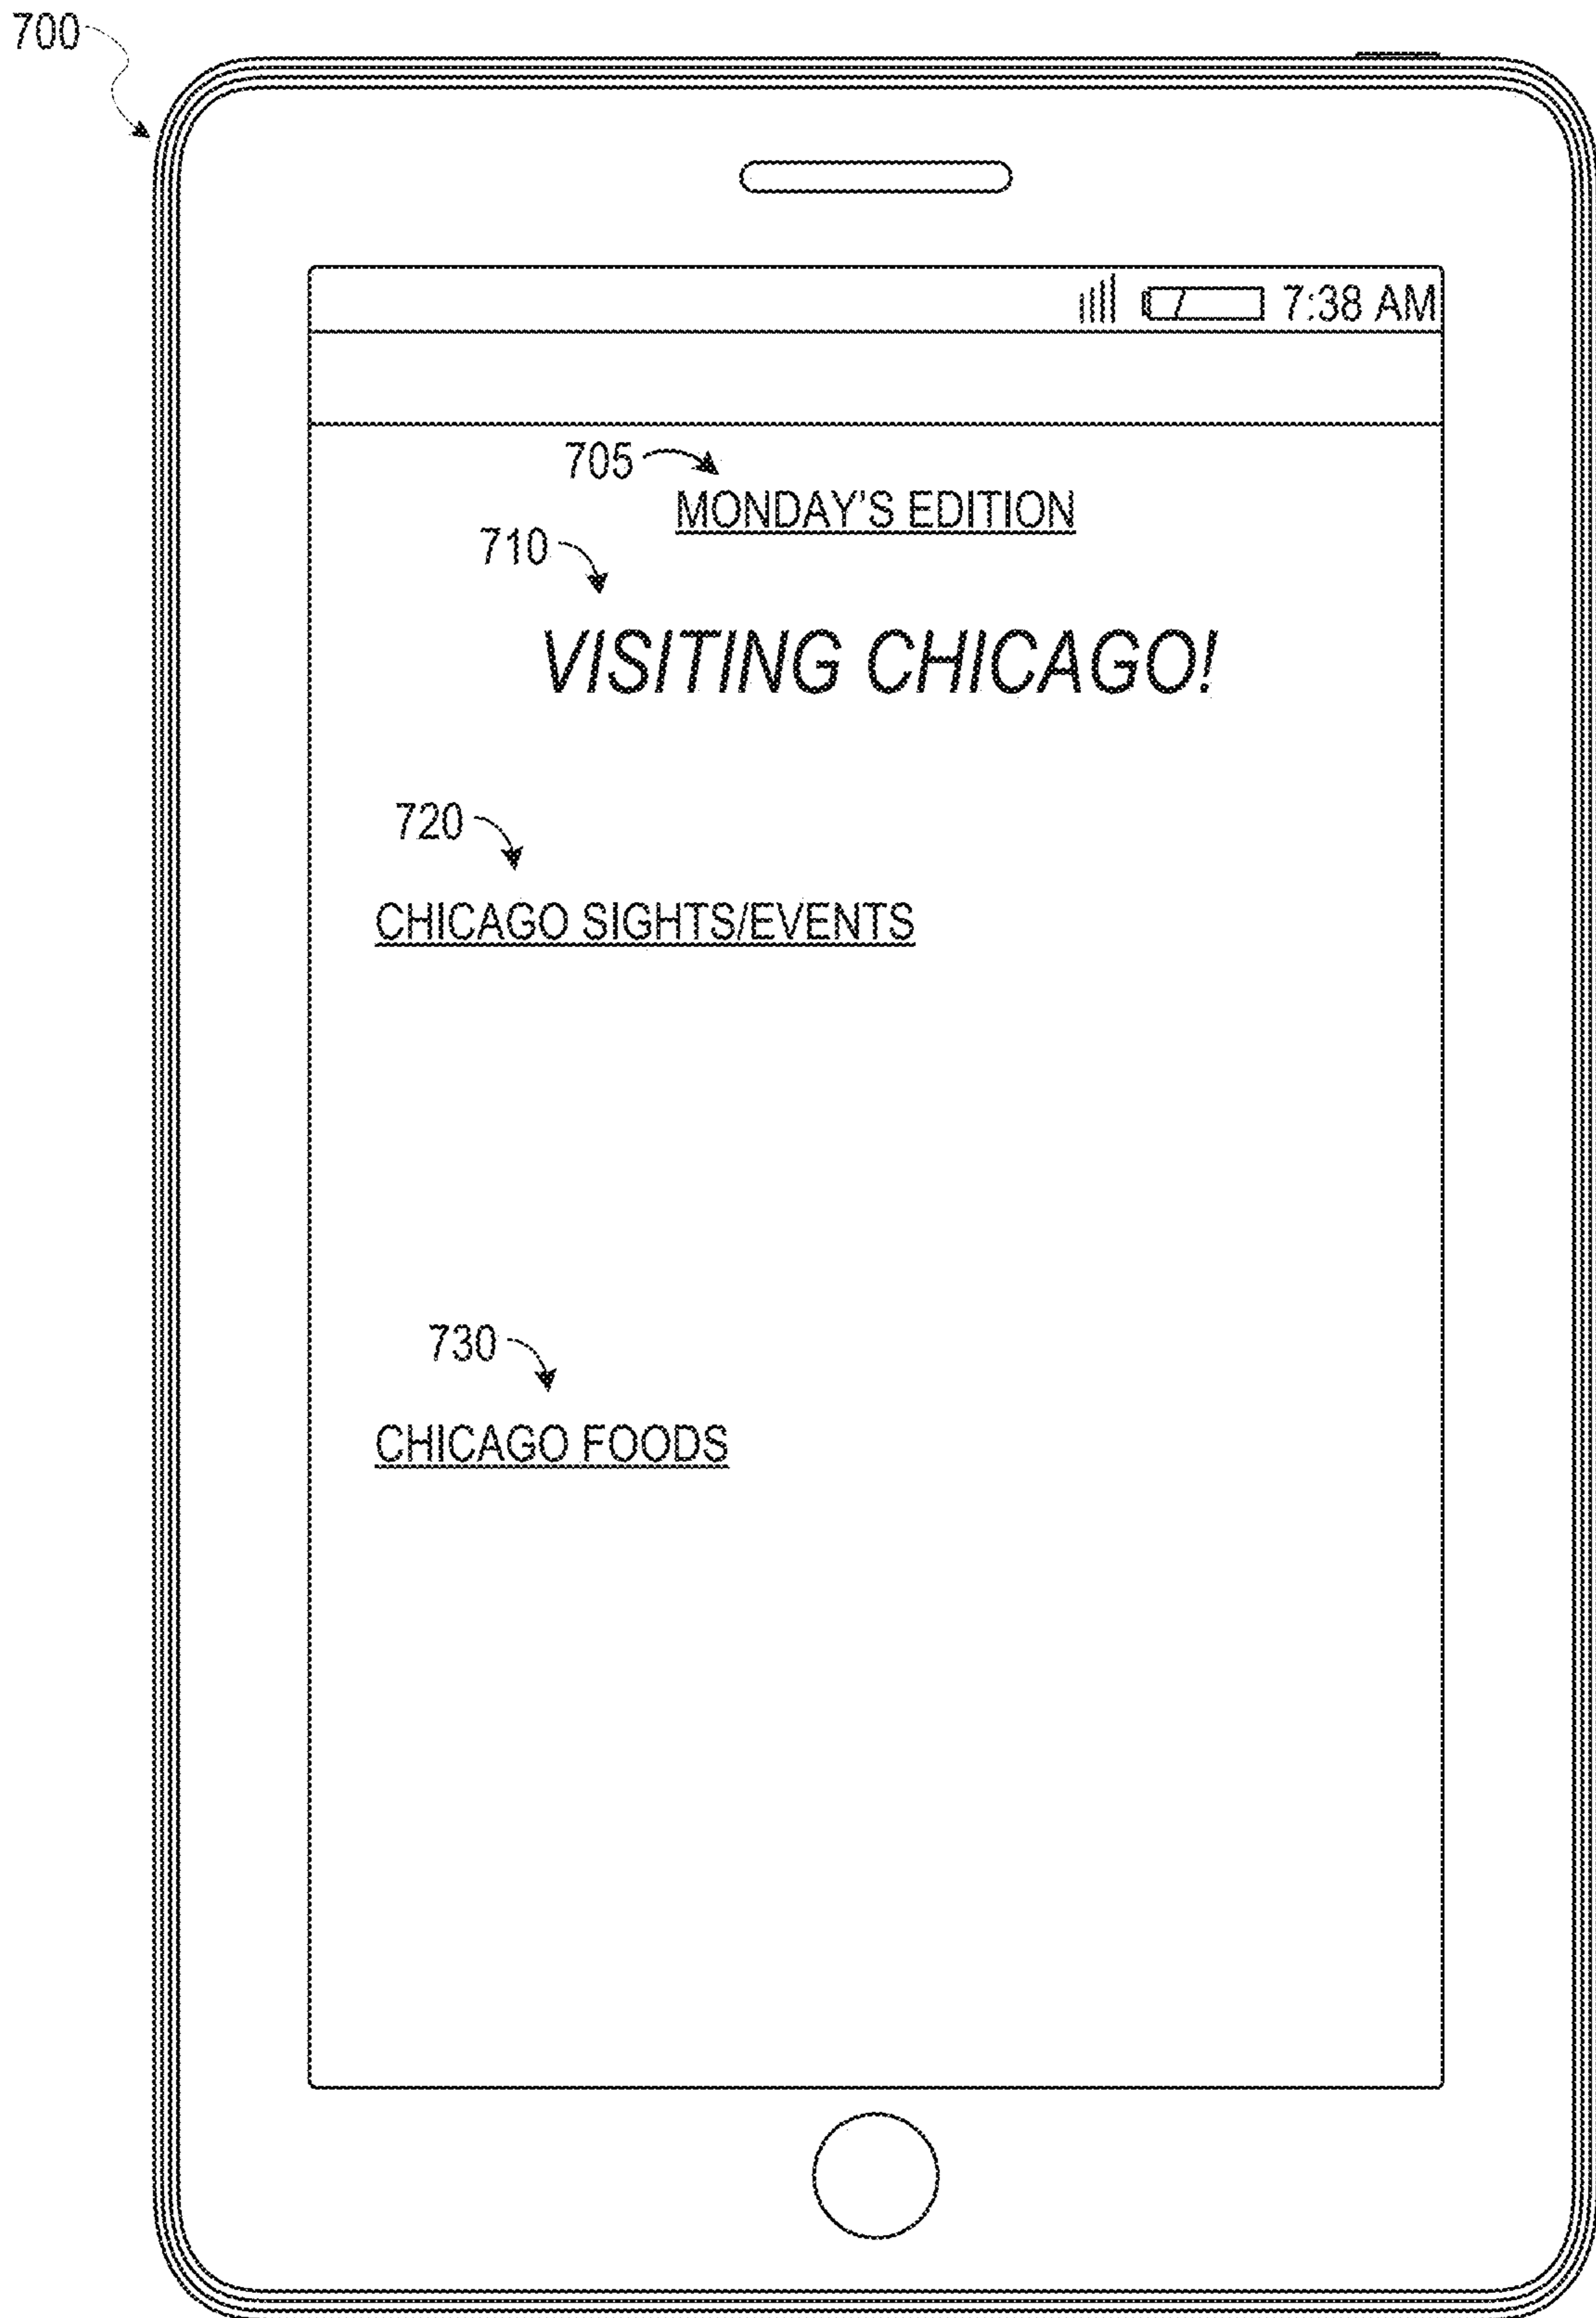 700
7:38 AM
705
MONDAY'S EDITION
710
VISITING CHICAGO!
720
CHICAGO SIGHTS/EVENTS
730
CHICAGO FOODS